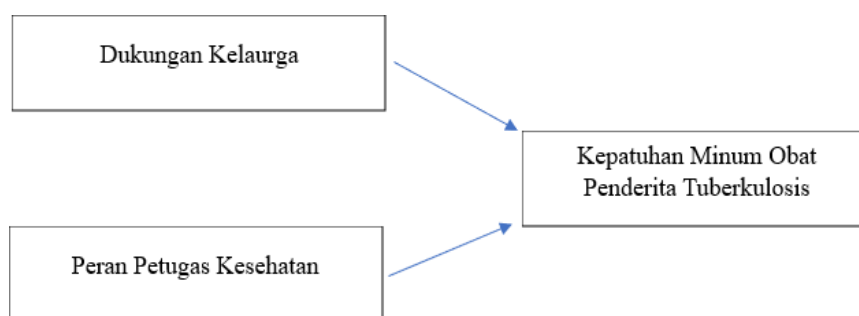 Dukungan Kelaurga
Kepatuhan Minum Obat
Penderita Tuberkulosis
Peran Petugas Kesehatan